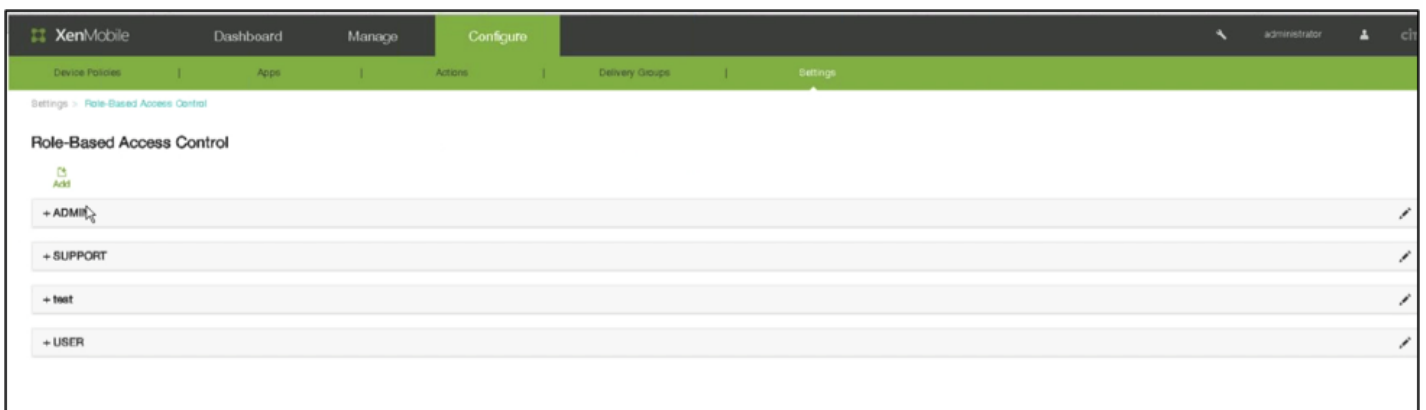 XenMobile Dashboard Manage Configure administrator
Device Policies | Apps | Actions | Delivery Groups | Settings
Settings > Role-Based Access Control
Role-Based Access Control
Add
+ ADMIN
+ SUPPORT
+ test
+ USER